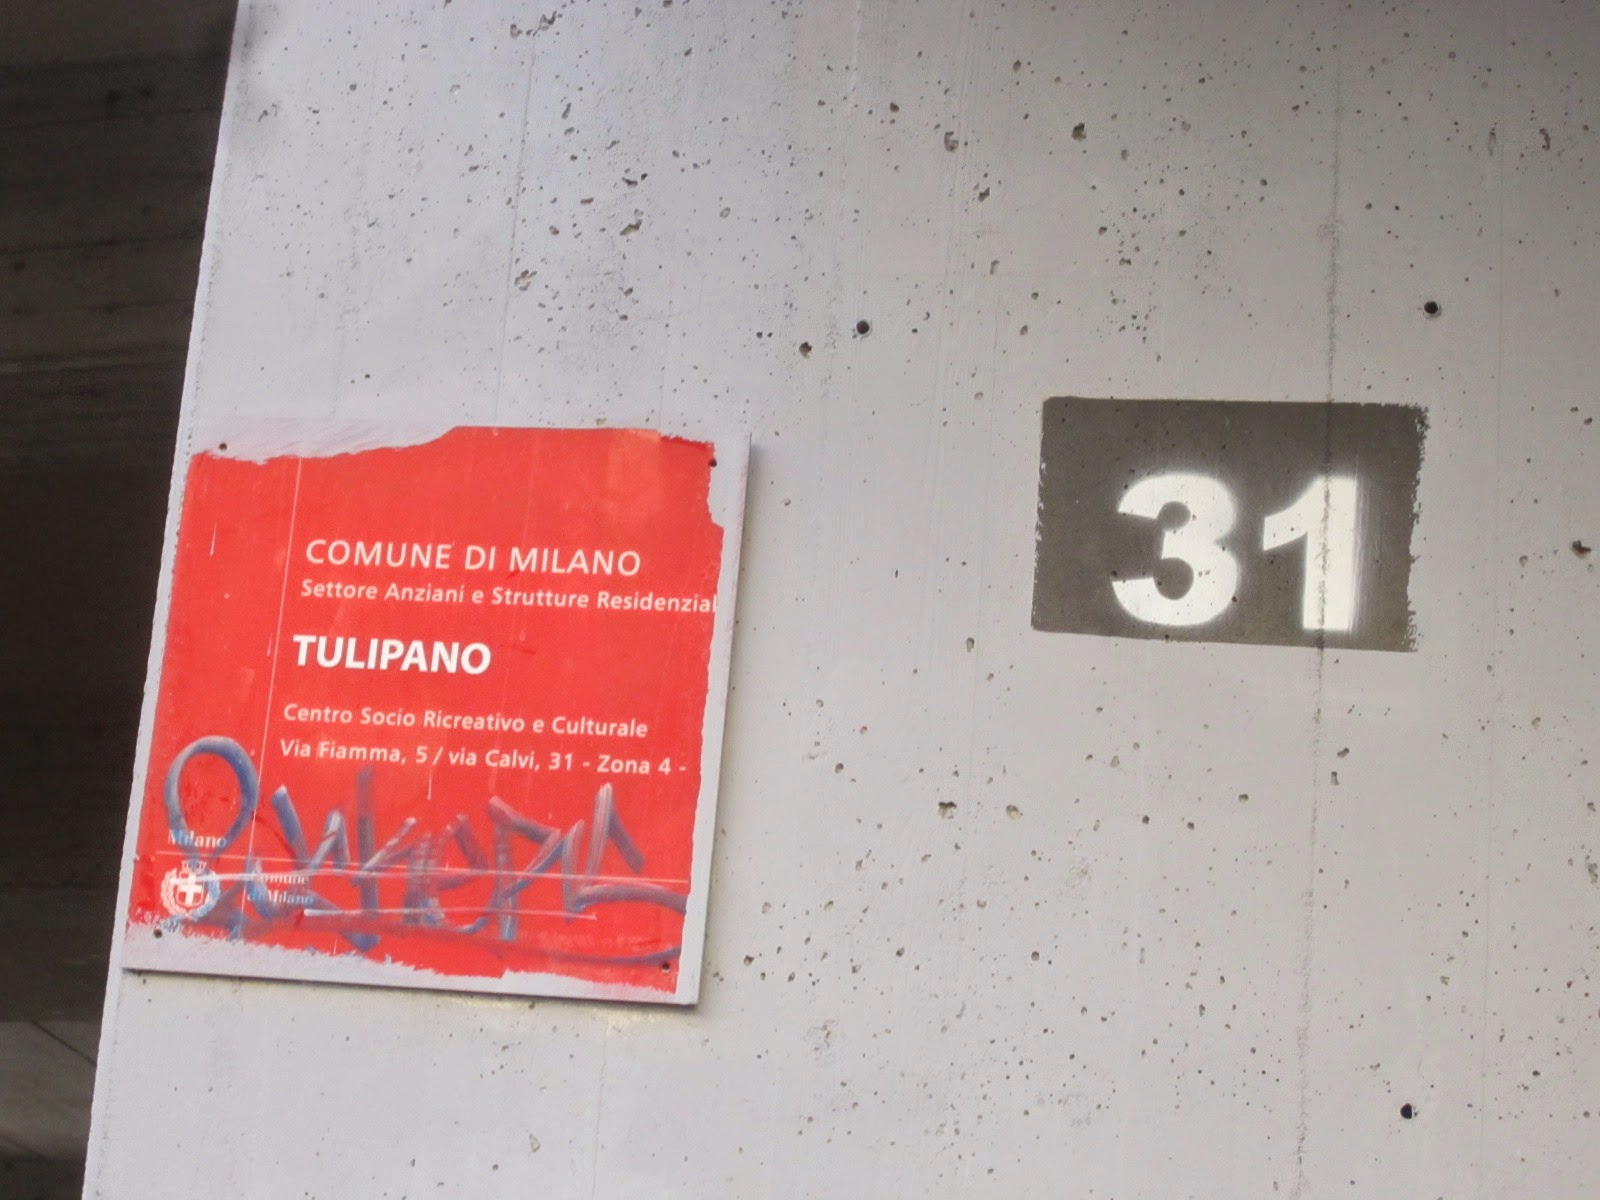 COMUNE DI MILANO
Settore Anziani e Strutture Residenzial
TULIPANO
Centro Socio Ricreativo e Culturale
Via Fiamma, 5 / via Calvi, 31 - Zona 4 -
Milano
Comune
di Milano
31